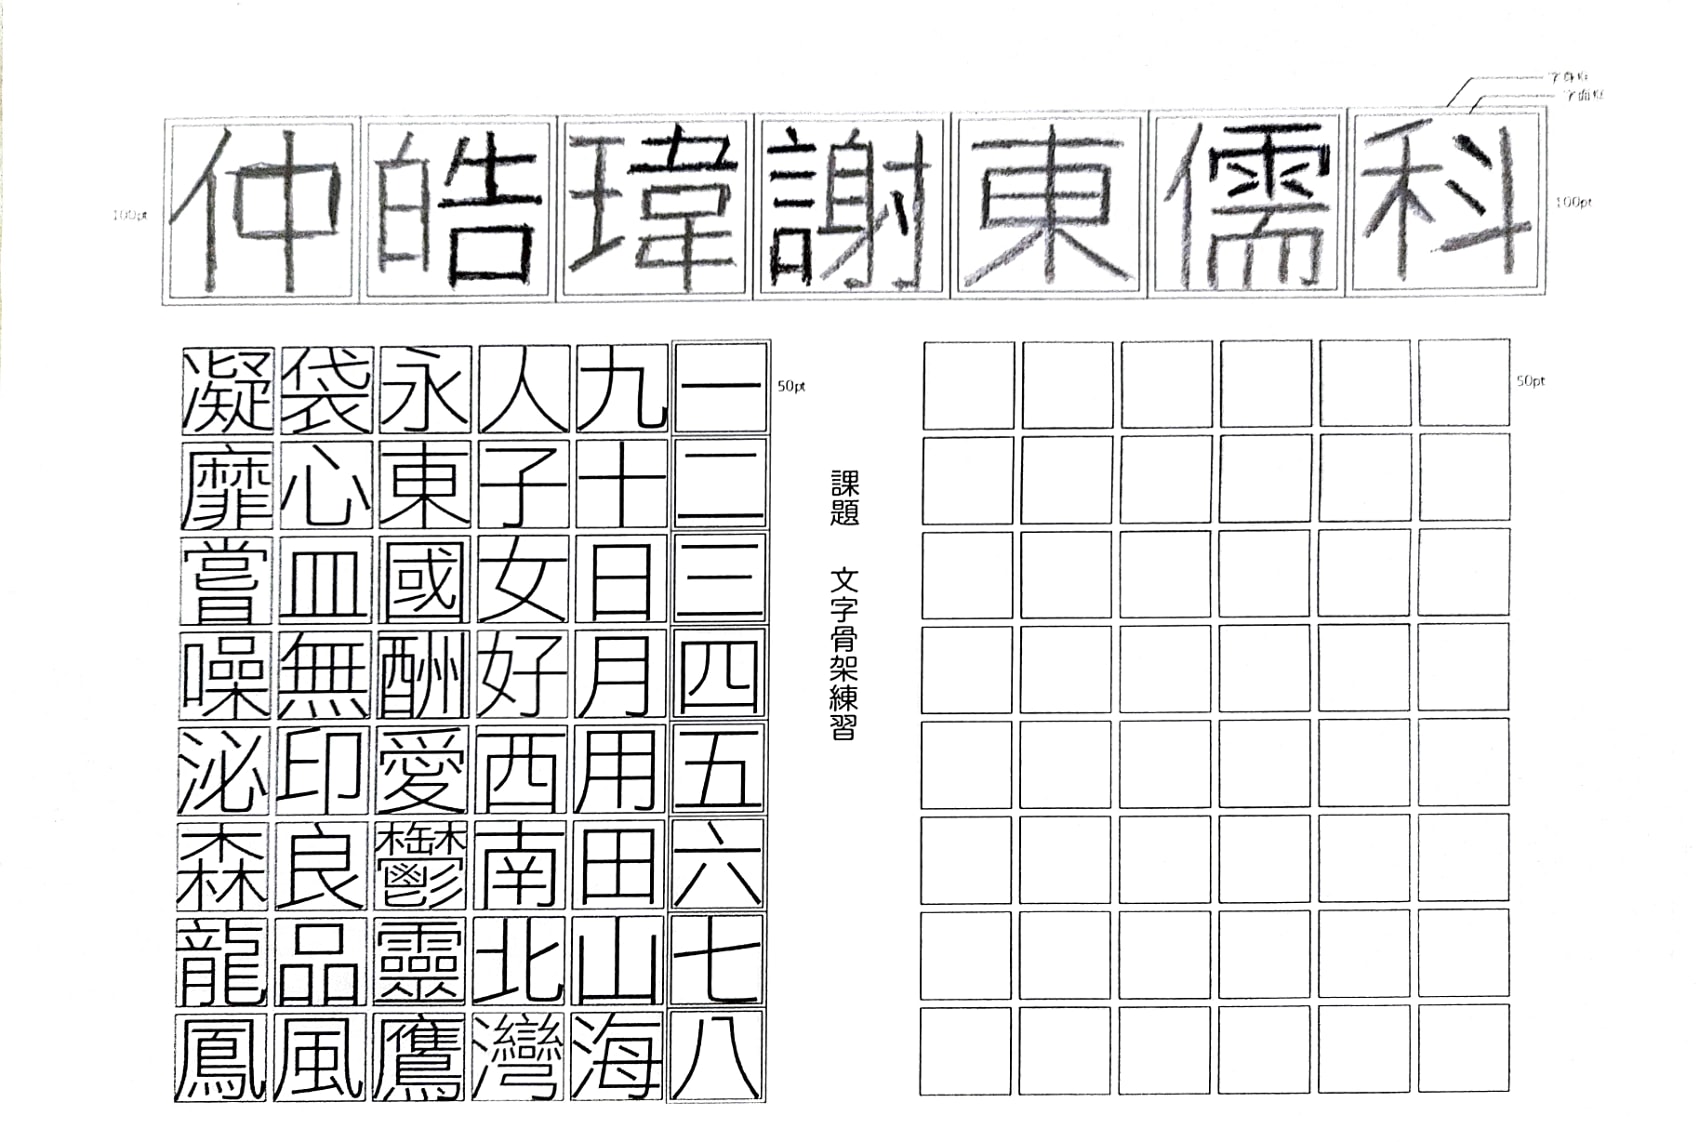 字身框
字面框
100pt
仲皓瑋謝東儒科
100pt
一二三四五六七八
九十日月用田山海
人子女好西南北灣
永東國酬愛鬱靈鷹
袋心皿無印良品風
凝靡嘗噪泌森龍鳳
50pt
課題 文字骨架練習
50pt